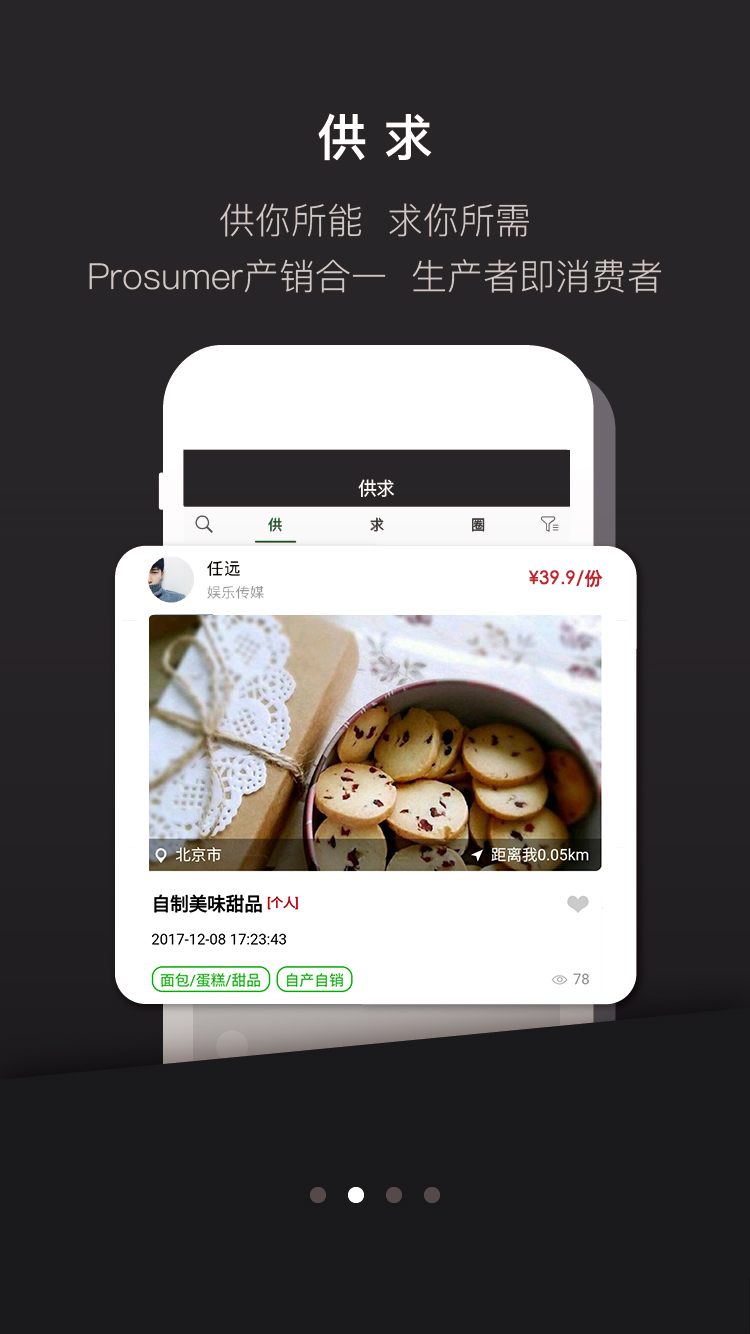 供 求
供你所能 求你所需
Prosumer产销合一 生产者即消费者
供求
供 求 圈
任远
¥39.9/份
娱乐传媒
北京市 距离我0.05km
自制美味甜品 [个人]
2017-12-08 17:23:43
面包/蛋糕/甜品 自产自销 78